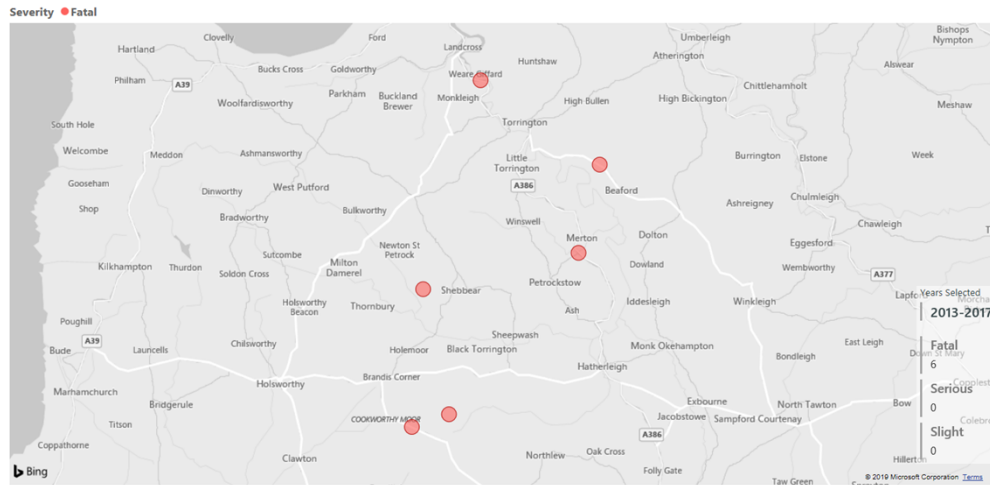 Severity Fatal
Clovelly
Ford
Umberleigh
Bishops
Nympton
Hartland
Landcross
Atherington
Huntshaw
Alswear
Philham
A39
Bucks Cross
Goldworthy
Weare Giffard
Chittlehamholt
Parkham
Buckland
Brewer
Monkleigh
High Bullen
High Bickington
Meshaw
Woolfardisworthy
South Hole
Torrington
Welcombe
Meddon
Ashmansworthy
Little
Torrington
Burrington
Elstone
Week
Gooseham
Dinworthy
West Putford
A386
Beaford
Chulmleigh
Shop
Bulkworthy
Ashreigney
Bradworthy
Winswell
Chawleigh
Newton St
Petrock
Merton
Dolton
Eggesford
Sutcombe
Milton
Damerel
Kilkhampton
Thurdon
Soldon Cross
Dowland
Wembworthy
A377
Petrockstow
Shebbear
Holsworthy
Beacon
Thornbury
Iddesleigh
Winkleigh
Ash
Poughill
Sheepwash
A39
Bude
Launcells
Chilsworthy
Holemoor
Black Torrington
Monk Okehampton
East Leigh
Bondleigh
Down St Mary
Hatherleigh
Holsworthy
Brandis Corner
Marhamchurch
Bridgerule
Exbourne
North Tawton
Bow
Jacobstowe
Sampford Courtenay
Titson
COOKWORTHY MOOR
A386
Coppathorne
Clawton
Northlew
Oak Cross
Folly Gate
Taw Green
Years Selected
2013-2017
Fatal
6
Serious
0
Slight
0
Bing
© 2019 Microsoft Corporation Terms